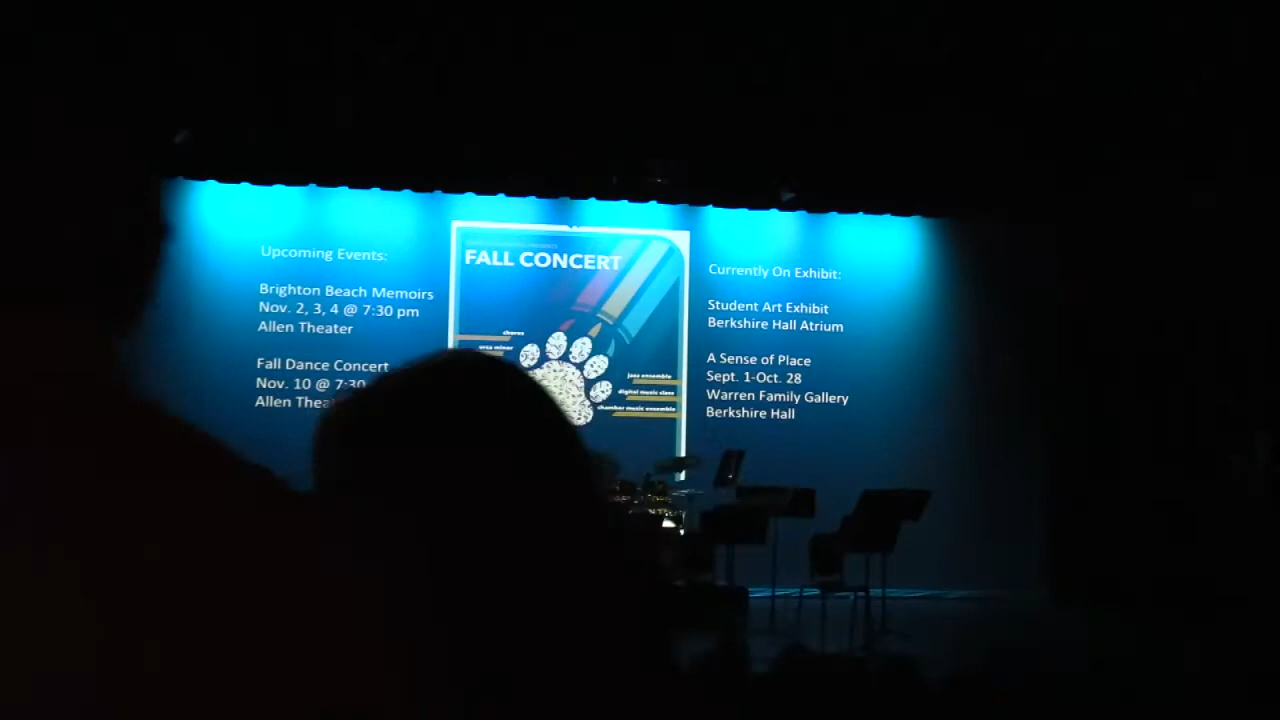 Upcoming Events:
Brighton Beach Memoirs
Nov. 2, 3, 4 @ 7:30 pm
Allen Theater
Fall Dance Concert
Nov. 10 @ 7:30
Allen
FALL CONCERT
chorus
ursa minor
jazz ensemble
digital music class
chamber music ensemble
Currently On Exhibit:
Student Art Exhibit
Berkshire Hall Atrium
A Sense of Place
Sept. 1-Oct. 28
Warren Family Gallery
Berkshire Hall